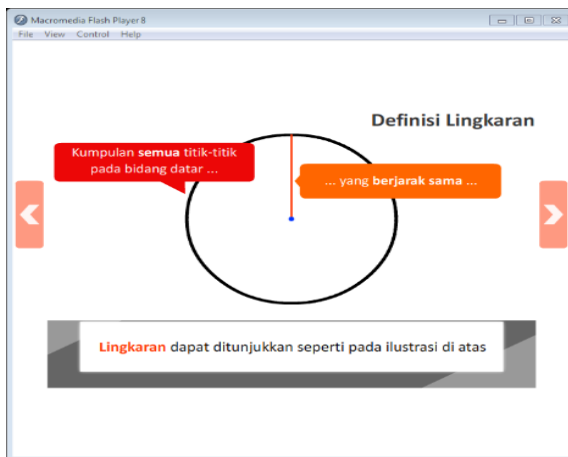 Macromedia Flash Player 8
File View Control Help
Definisi Lingkaran
Kumpulan semua titik-titik
pada bidang datar ...
... yang berjarak sama ...
Lingkaran dapat ditunjukkan seperti pada ilustrasi di atas